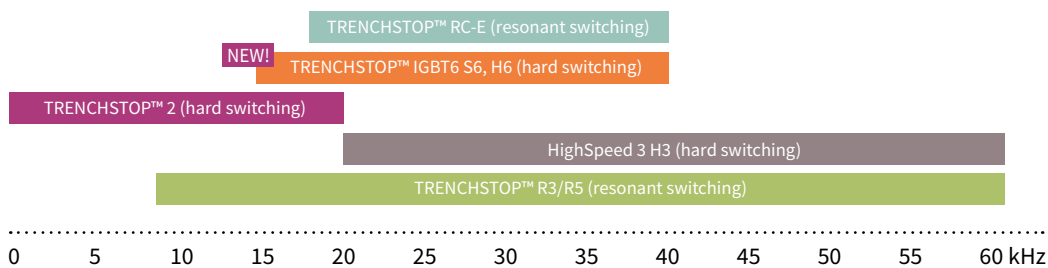 TRENCHSTOP™ RC-E (resonant switching)
NEW!
TRENCHSTOP™ IGBT6 S6, H6 (hard switching)
TRENCHSTOP™ 2 (hard switching)
HighSpeed 3 H3 (hard switching)
TRENCHSTOP™ R3/R5 (resonant switching)
0 5 10 15 20 25 30 35 40 45 50 55 60 kHz